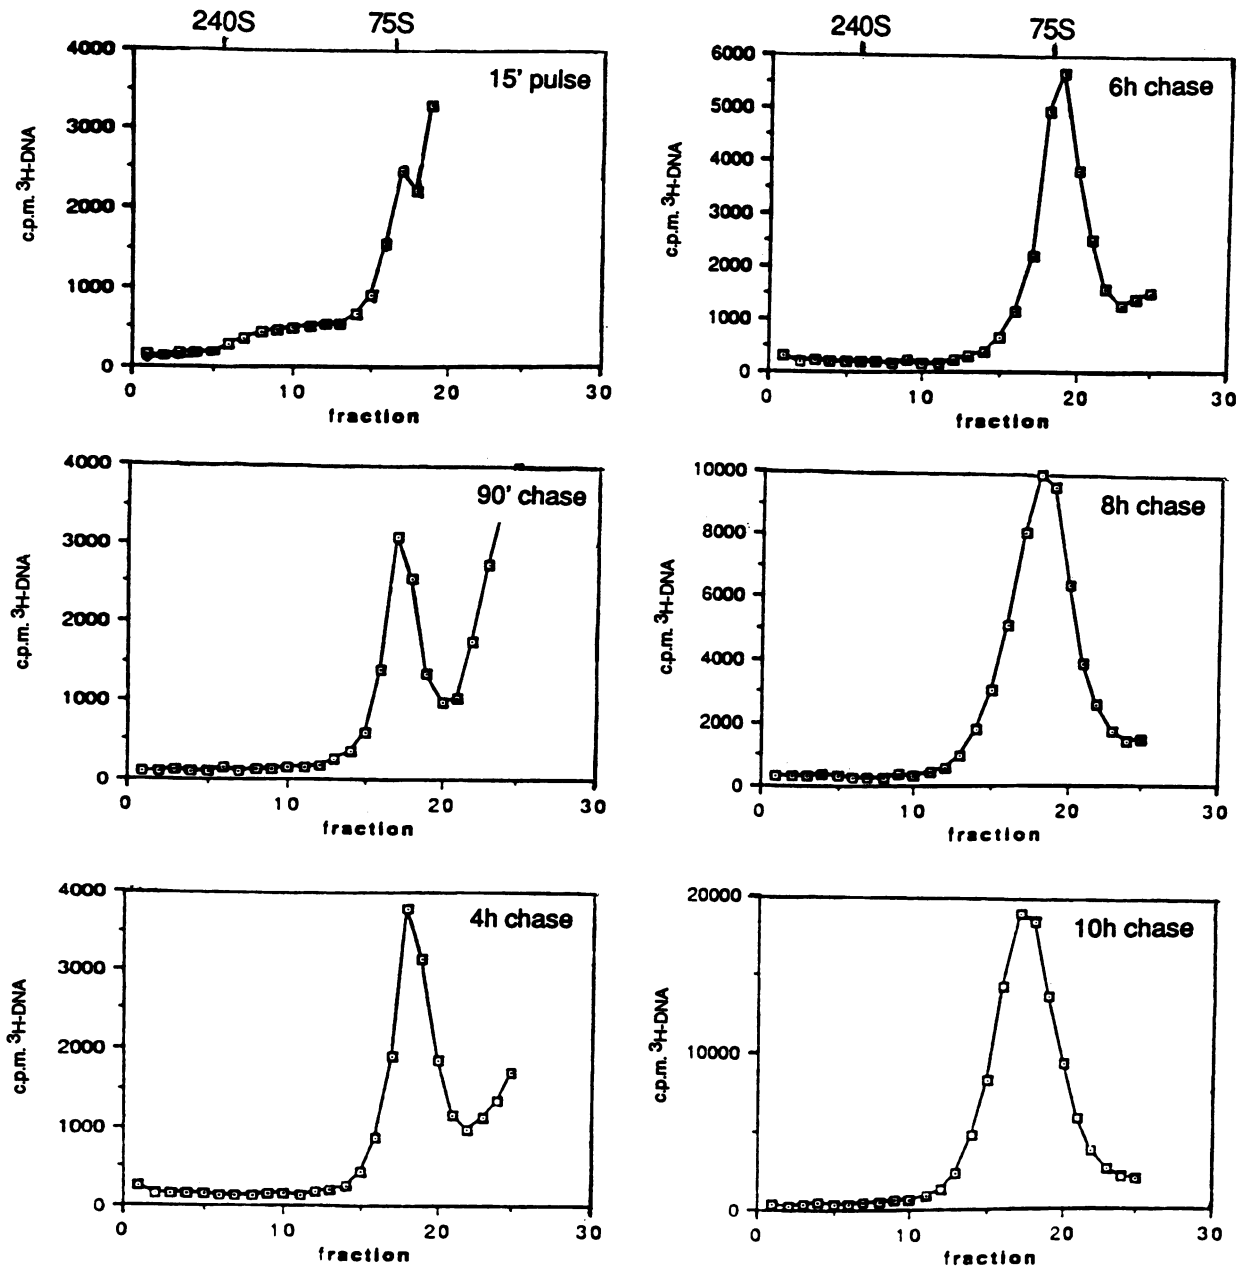 240S 75S
4000
15' pulse
3000
2000
1000
0
c.p.m. ³H-DNA
0 10 20 30
fraction
240S 75S
6000
6h chase
5000
4000
3000
2000
1000
0
c.p.m. ³H-DNA
0 10 20 30
fraction
4000
90' chase
3000
2000
1000
0
c.p.m. ³H-DNA
0 10 20 30
fraction
10000
8h chase
8000
6000
4000
2000
0
c.p.m. ³H-DNA
0 10 20 30
fraction
4000
4h chase
3000
2000
1000
0
c.p.m. ³H-DNA
0 10 20 30
fraction
20000
10h chase
10000
0
c.p.m. ³H-DNA
0 10 20 30
fraction